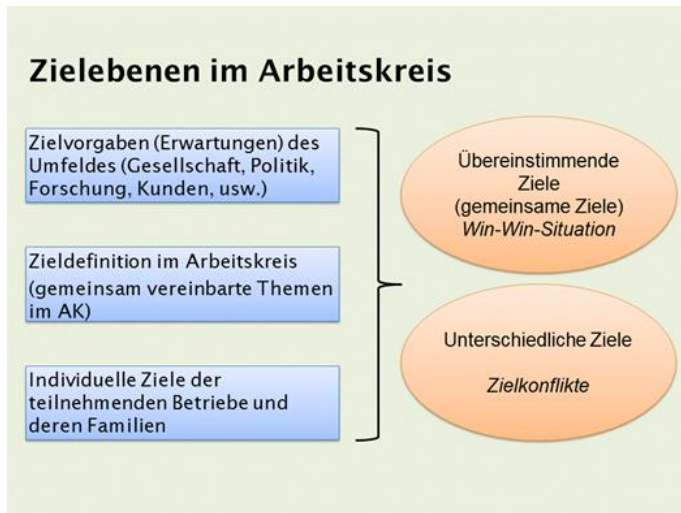 Zielebenen im Arbeitskreis
Zielvorgaben (Erwartungen) des
Umfeldes (Gesellschaft, Politik,
Forschung, Kunden, usw.)
Zieldefinition im Arbeitskreis
(gemeinsam vereinbarte Themen
im AK)
Individuelle Ziele der
teilnehmenden Betriebe und
deren Familien
Übereinstimmende
Ziele
(gemeinsame Ziele)
Win-Win-Situation
Unterschiedliche Ziele
Zielkonflikte